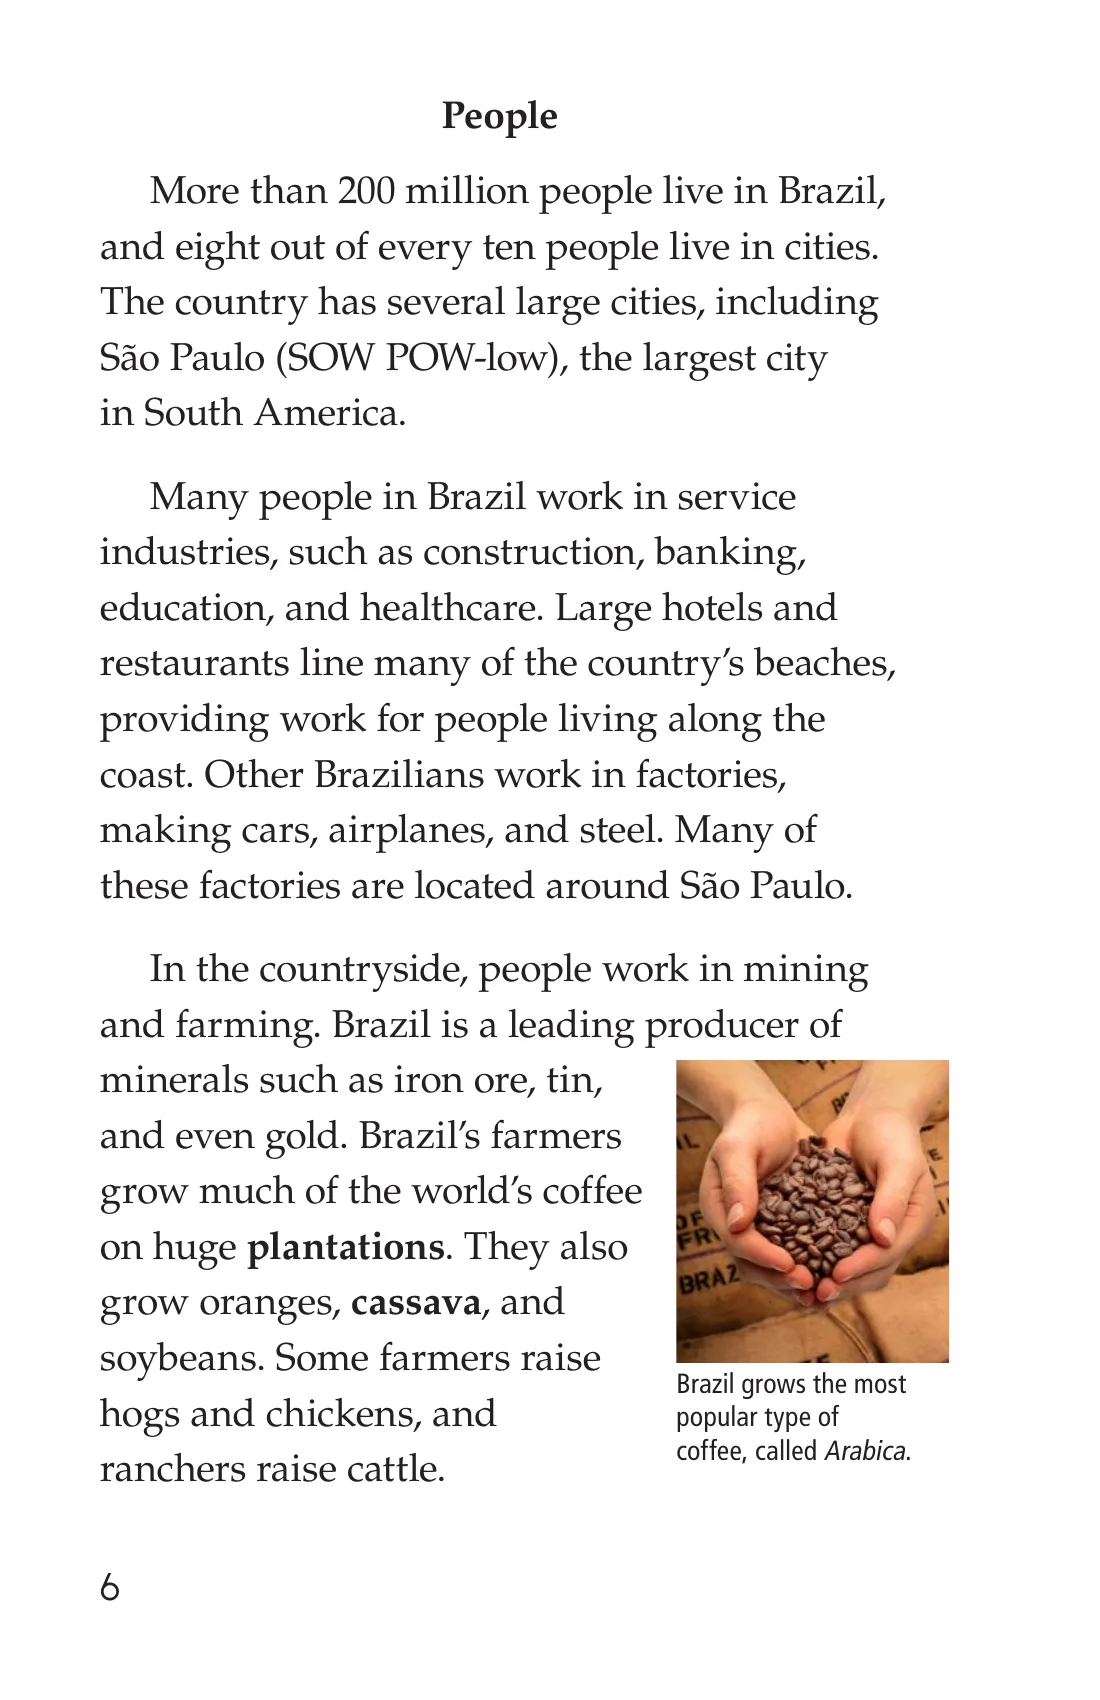 People
More than 200 million people live in Brazil,
and eight out of every ten people live in cities.
The country has several large cities, including
São Paulo (SOW POW-low), the largest city
in South America.
Many people in Brazil work in service
industries, such as construction, banking,
education, and healthcare. Large hotels and
restaurants line many of the country’s beaches,
providing work for people living along the
coast. Other Brazilians work in factories,
making cars, airplanes, and steel. Many of
these factories are located around São Paulo.
In the countryside, people work in mining
and farming. Brazil is a leading producer of
minerals such as iron ore, tin,
and even gold. Brazil’s farmers
grow much of the world’s coffee
on huge plantations. They also
grow oranges, cassava, and
soybeans. Some farmers raise
hogs and chickens, and
ranchers raise cattle.
Brazil grows the most
popular type of
coffee, called Arabica.
6